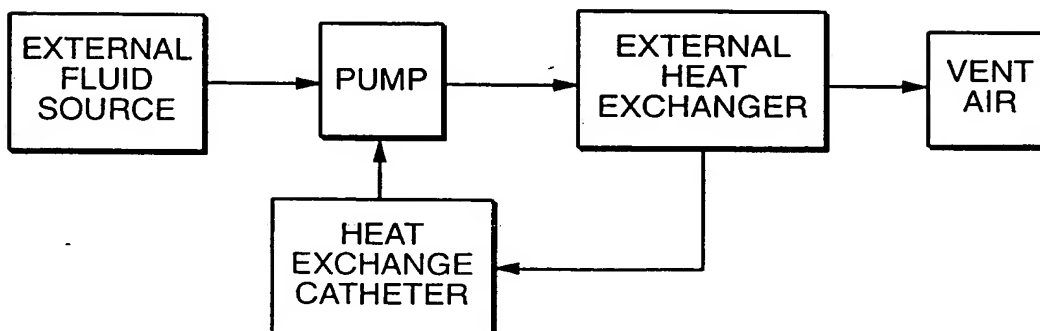 EXTERNAL
FLUID
SOURCE
PUMP
EXTERNAL
HEAT
EXCHANGER
VENT
AIR
HEAT
EXCHANGE
CATHETER